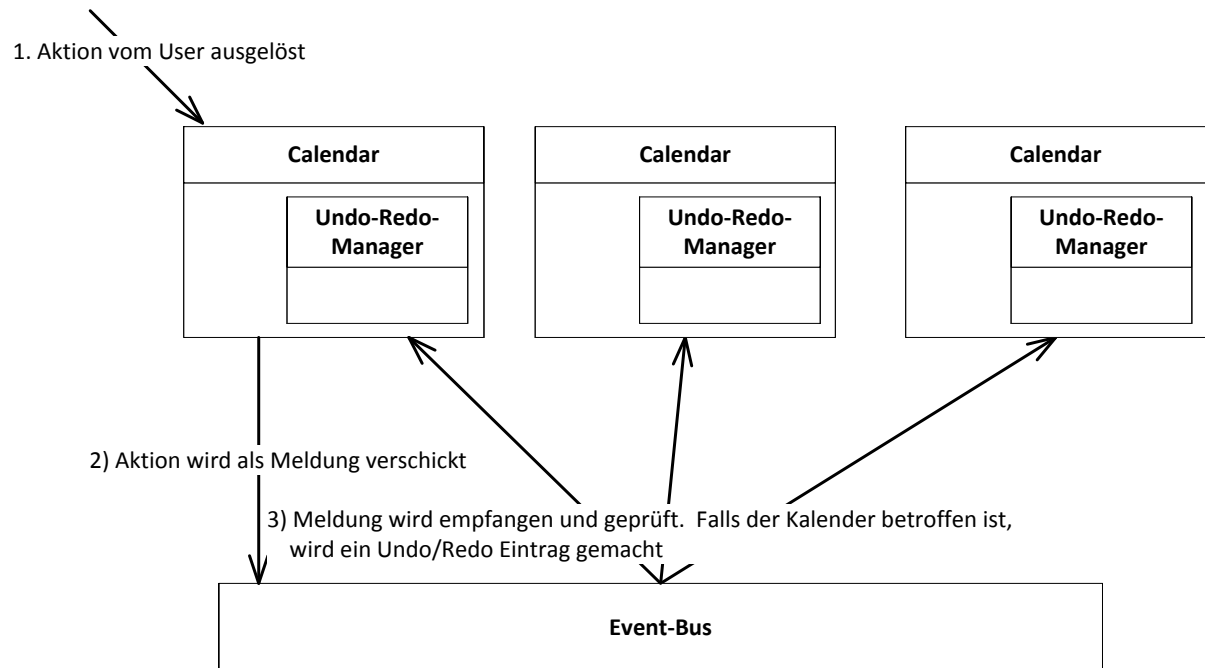 1. Aktion vom User ausgelöst
Calendar
Calendar
Calendar
Undo-Redo-
Manager
Undo-Redo-
Manager
Undo-Redo-
Manager
2) Aktion wird als Meldung verschickt
3) Meldung wird empfangen und geprüft. Falls der Kalender betroffen ist,
wird ein Undo/Redo Eintrag gemacht
Event-Bus